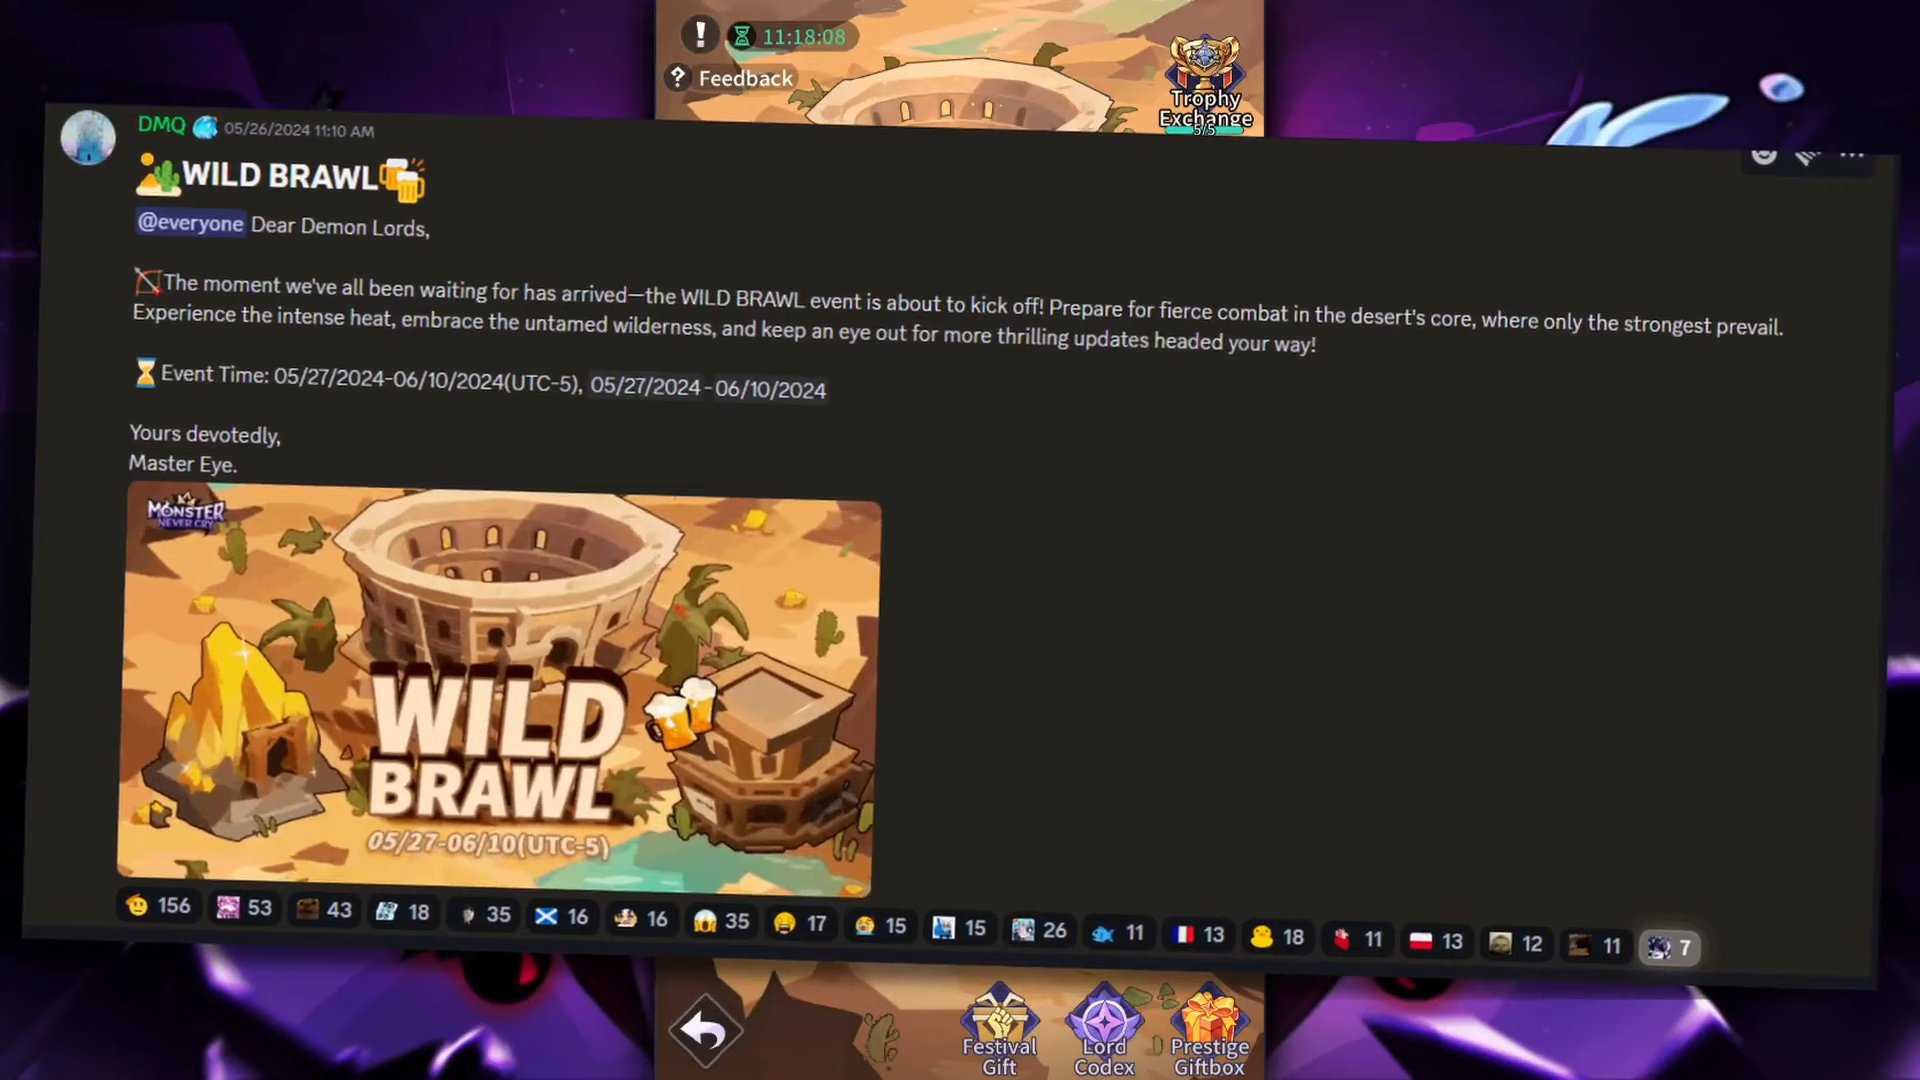 11:18:08
Feedback
Trophy
Exchange
5/5
DMQ 05/26/2024 11:10 AM
WILD BRAWL
@everyone Dear Demon Lords,
The moment we've all been waiting for has arrived—the WILD BRAWL event is about to kick off! Prepare for fierce combat in the desert's core, where only the strongest prevail.
Experience the intense heat, embrace the untamed wilderness, and keep an eye out for more thrilling updates headed your way!
Event Time: 05/27/2024-06/10/2024(UTC-5), 05/27/2024 - 06/10/2024
Yours devotedly,
Master Eye.
MONSTER
NEVER CRY
WILD
BRAWL
05/27-06/10(UTC-5)
156 53 43 18 35 16 16 35 17 15 15 26 11 13 18 11 13 12 11 7
Festival
Gift
Lord
Codex
Prestige
Giftbox